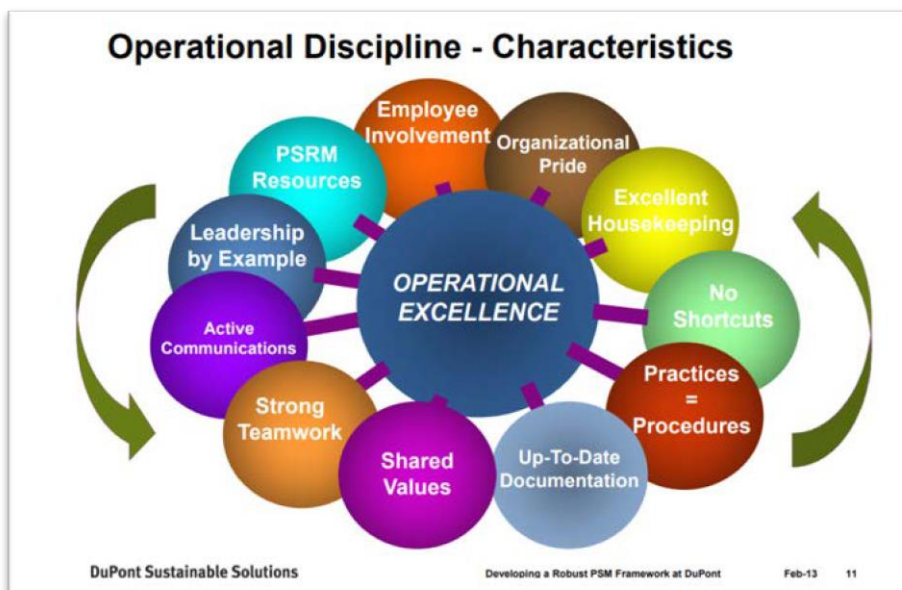 Operational Discipline - Characteristics
Employee
Involvement
Organizational
Pride
PSRM
Resources
Excellent
Housekeeping
Leadership
by Example
OPERATIONAL
EXCELLENCE
No
Shortcuts
Active
Communications
Practices
=
Procedures
Strong
Teamwork
Shared
Values
Up-To-Date
Documentation
DuPont Sustainable Solutions
Developing a Robust PSM Framework at DuPont
Feb-13
11